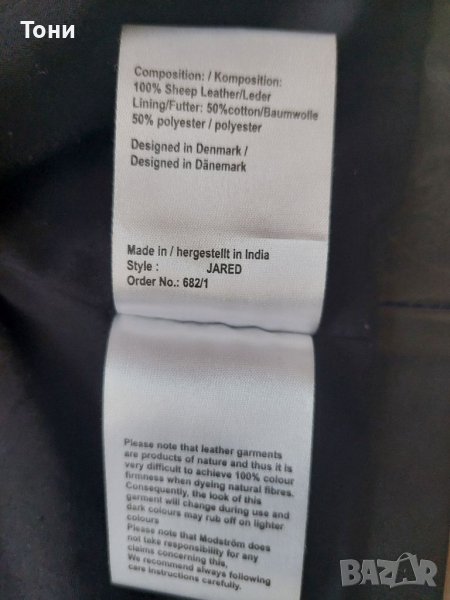 Тони
Composition: / Komposition:
100% Sheep Leather/Leder
Lining/Futter: 50%cotton/Baumwolle
50% polyester / polyester
Designed in Denmark /
Designed in Dänemark
Made in / hergestellt in India
Style : JARED
Order No.: 682/1
Please note that leather garments
are products of nature and thus it is
very difficult to achieve 100% colour
firmness when dyeing natural fibres.
Consequently, the look of this
garment will change during use and
dark colours may rub off on lighter
colours
Please note that Modström does
not take responsibility for any
claims concerning this.
We recommend always following
care instructions carefully.
BAZAR